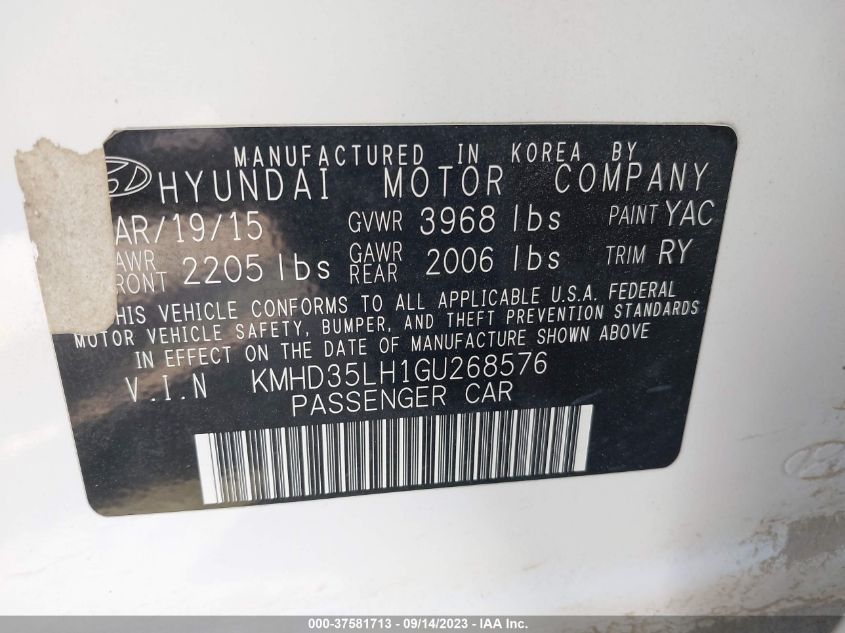 MANUFACTURED IN KOREA BY
HYUNDAI MOTOR COMPANY
AR/19/15 GVWR 3968 lbs PAINT YAC
AWR FRONT 2205 lbs GAWR REAR 2006 lbs TRIM RY
HIS VEHICLE CONFORMS TO ALL APPLICABLE U.S.A. FEDERAL
MOTOR VEHICLE SAFETY, BUMPER, AND THEFT PREVENTION STANDARDS
IN EFFECT ON THE DATE OF MANUFACTURE SHOWN ABOVE
V.I.N KMHD35LH1GU268576
PASSENGER CAR
000-37581713 - 09/14/2023 - IAA Inc.